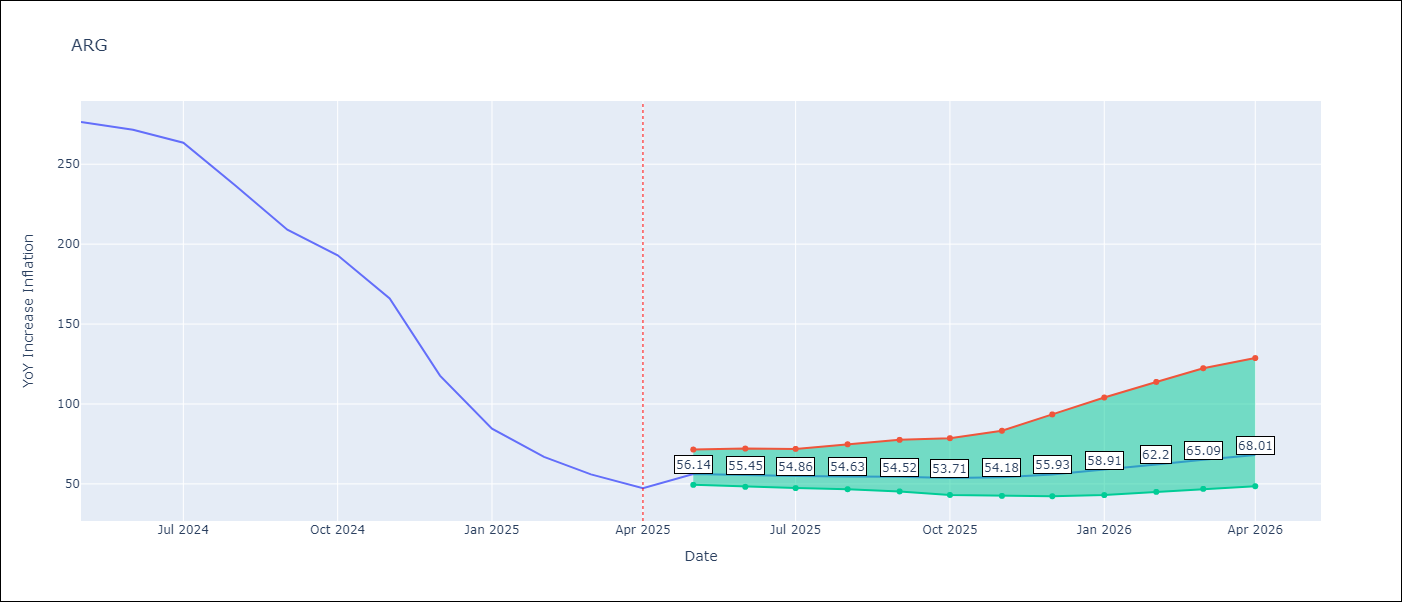 ARG
YoY Increase Inflation
250
200
150
100
50
56.14 55.45 54.86 54.63 54.52 53.71 54.18 55.93 58.91 62.2 65.09 68.01
Jul 2024 Oct 2024 Jan 2025 Apr 2025 Jul 2025 Oct 2025 Jan 2026 Apr 2026
Date